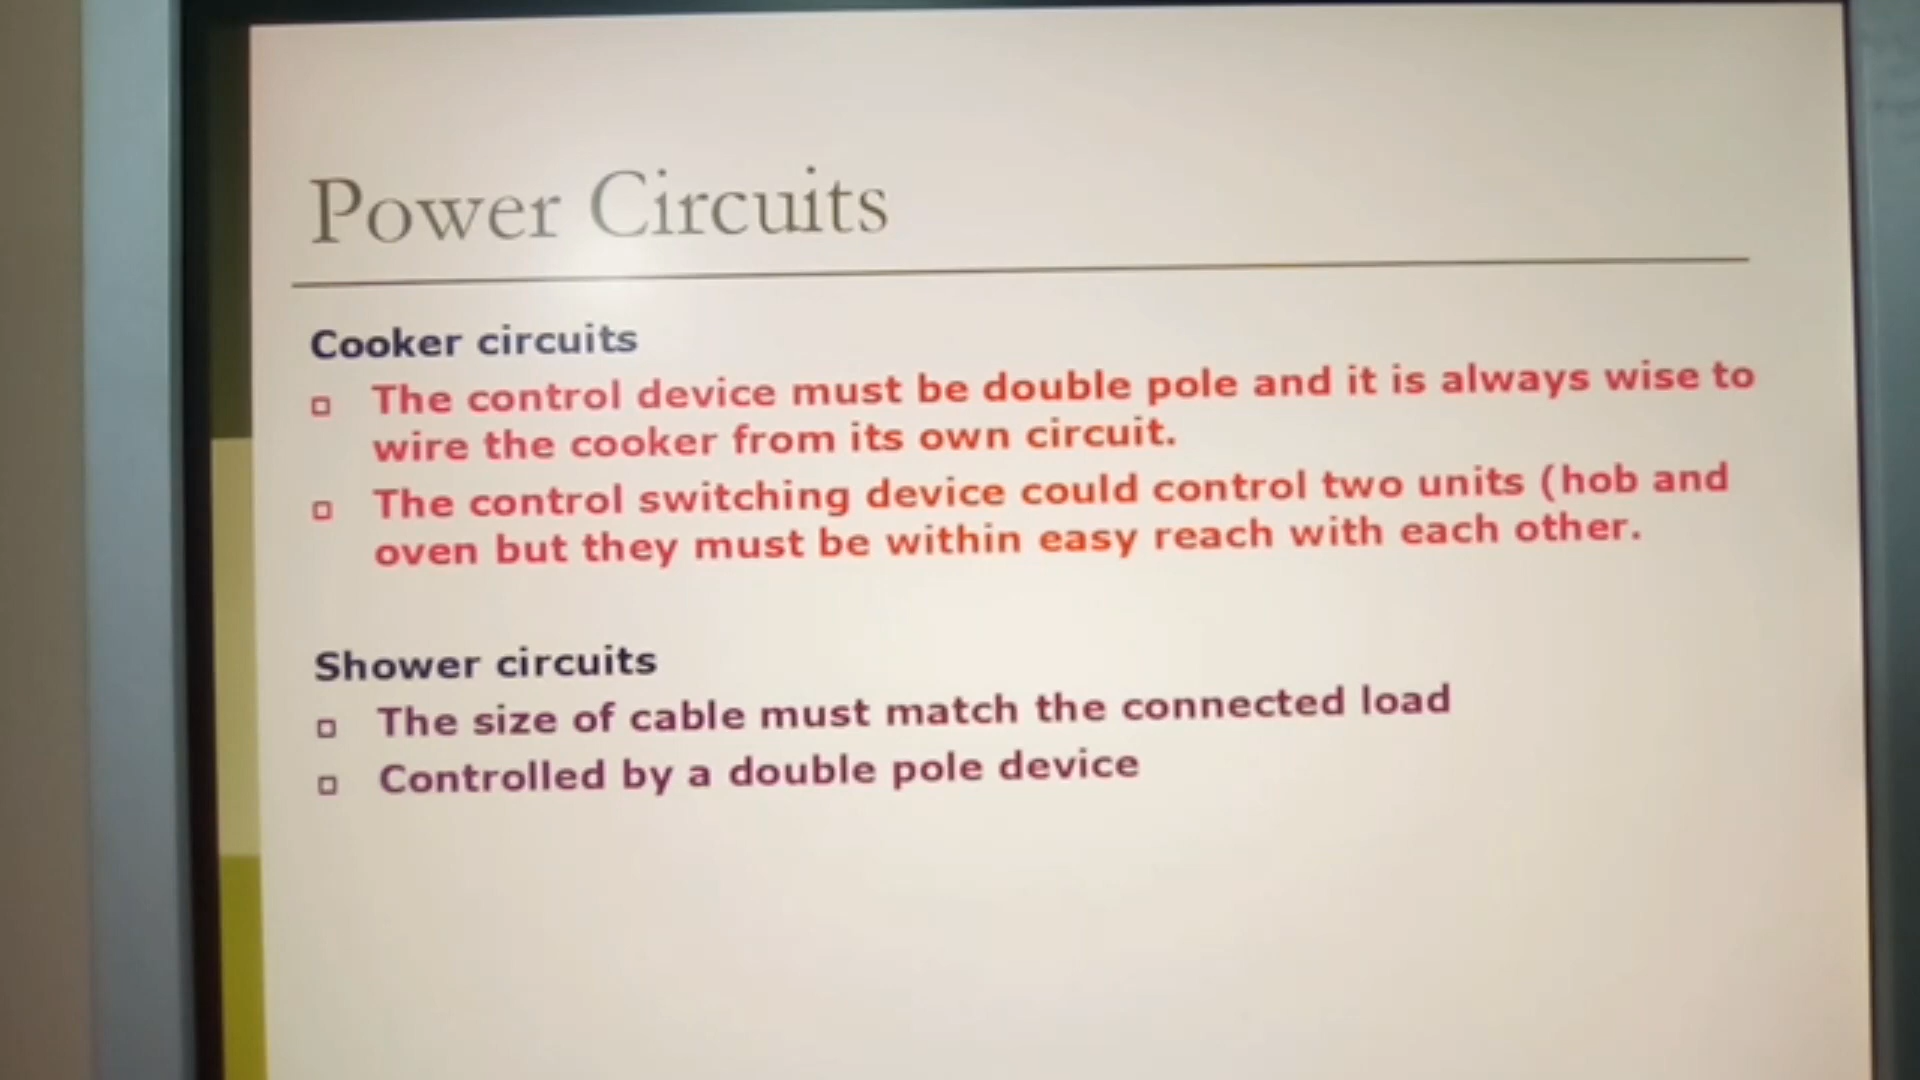 Power Circuits
Cooker circuits
The control device must be double pole and it is always wise to
wire the cooker from its own circuit.
The control switching device could control two units (hob and
oven but they must be within easy reach with each other.
Shower circuits
The size of cable must match the connected load
Controlled by a double pole device